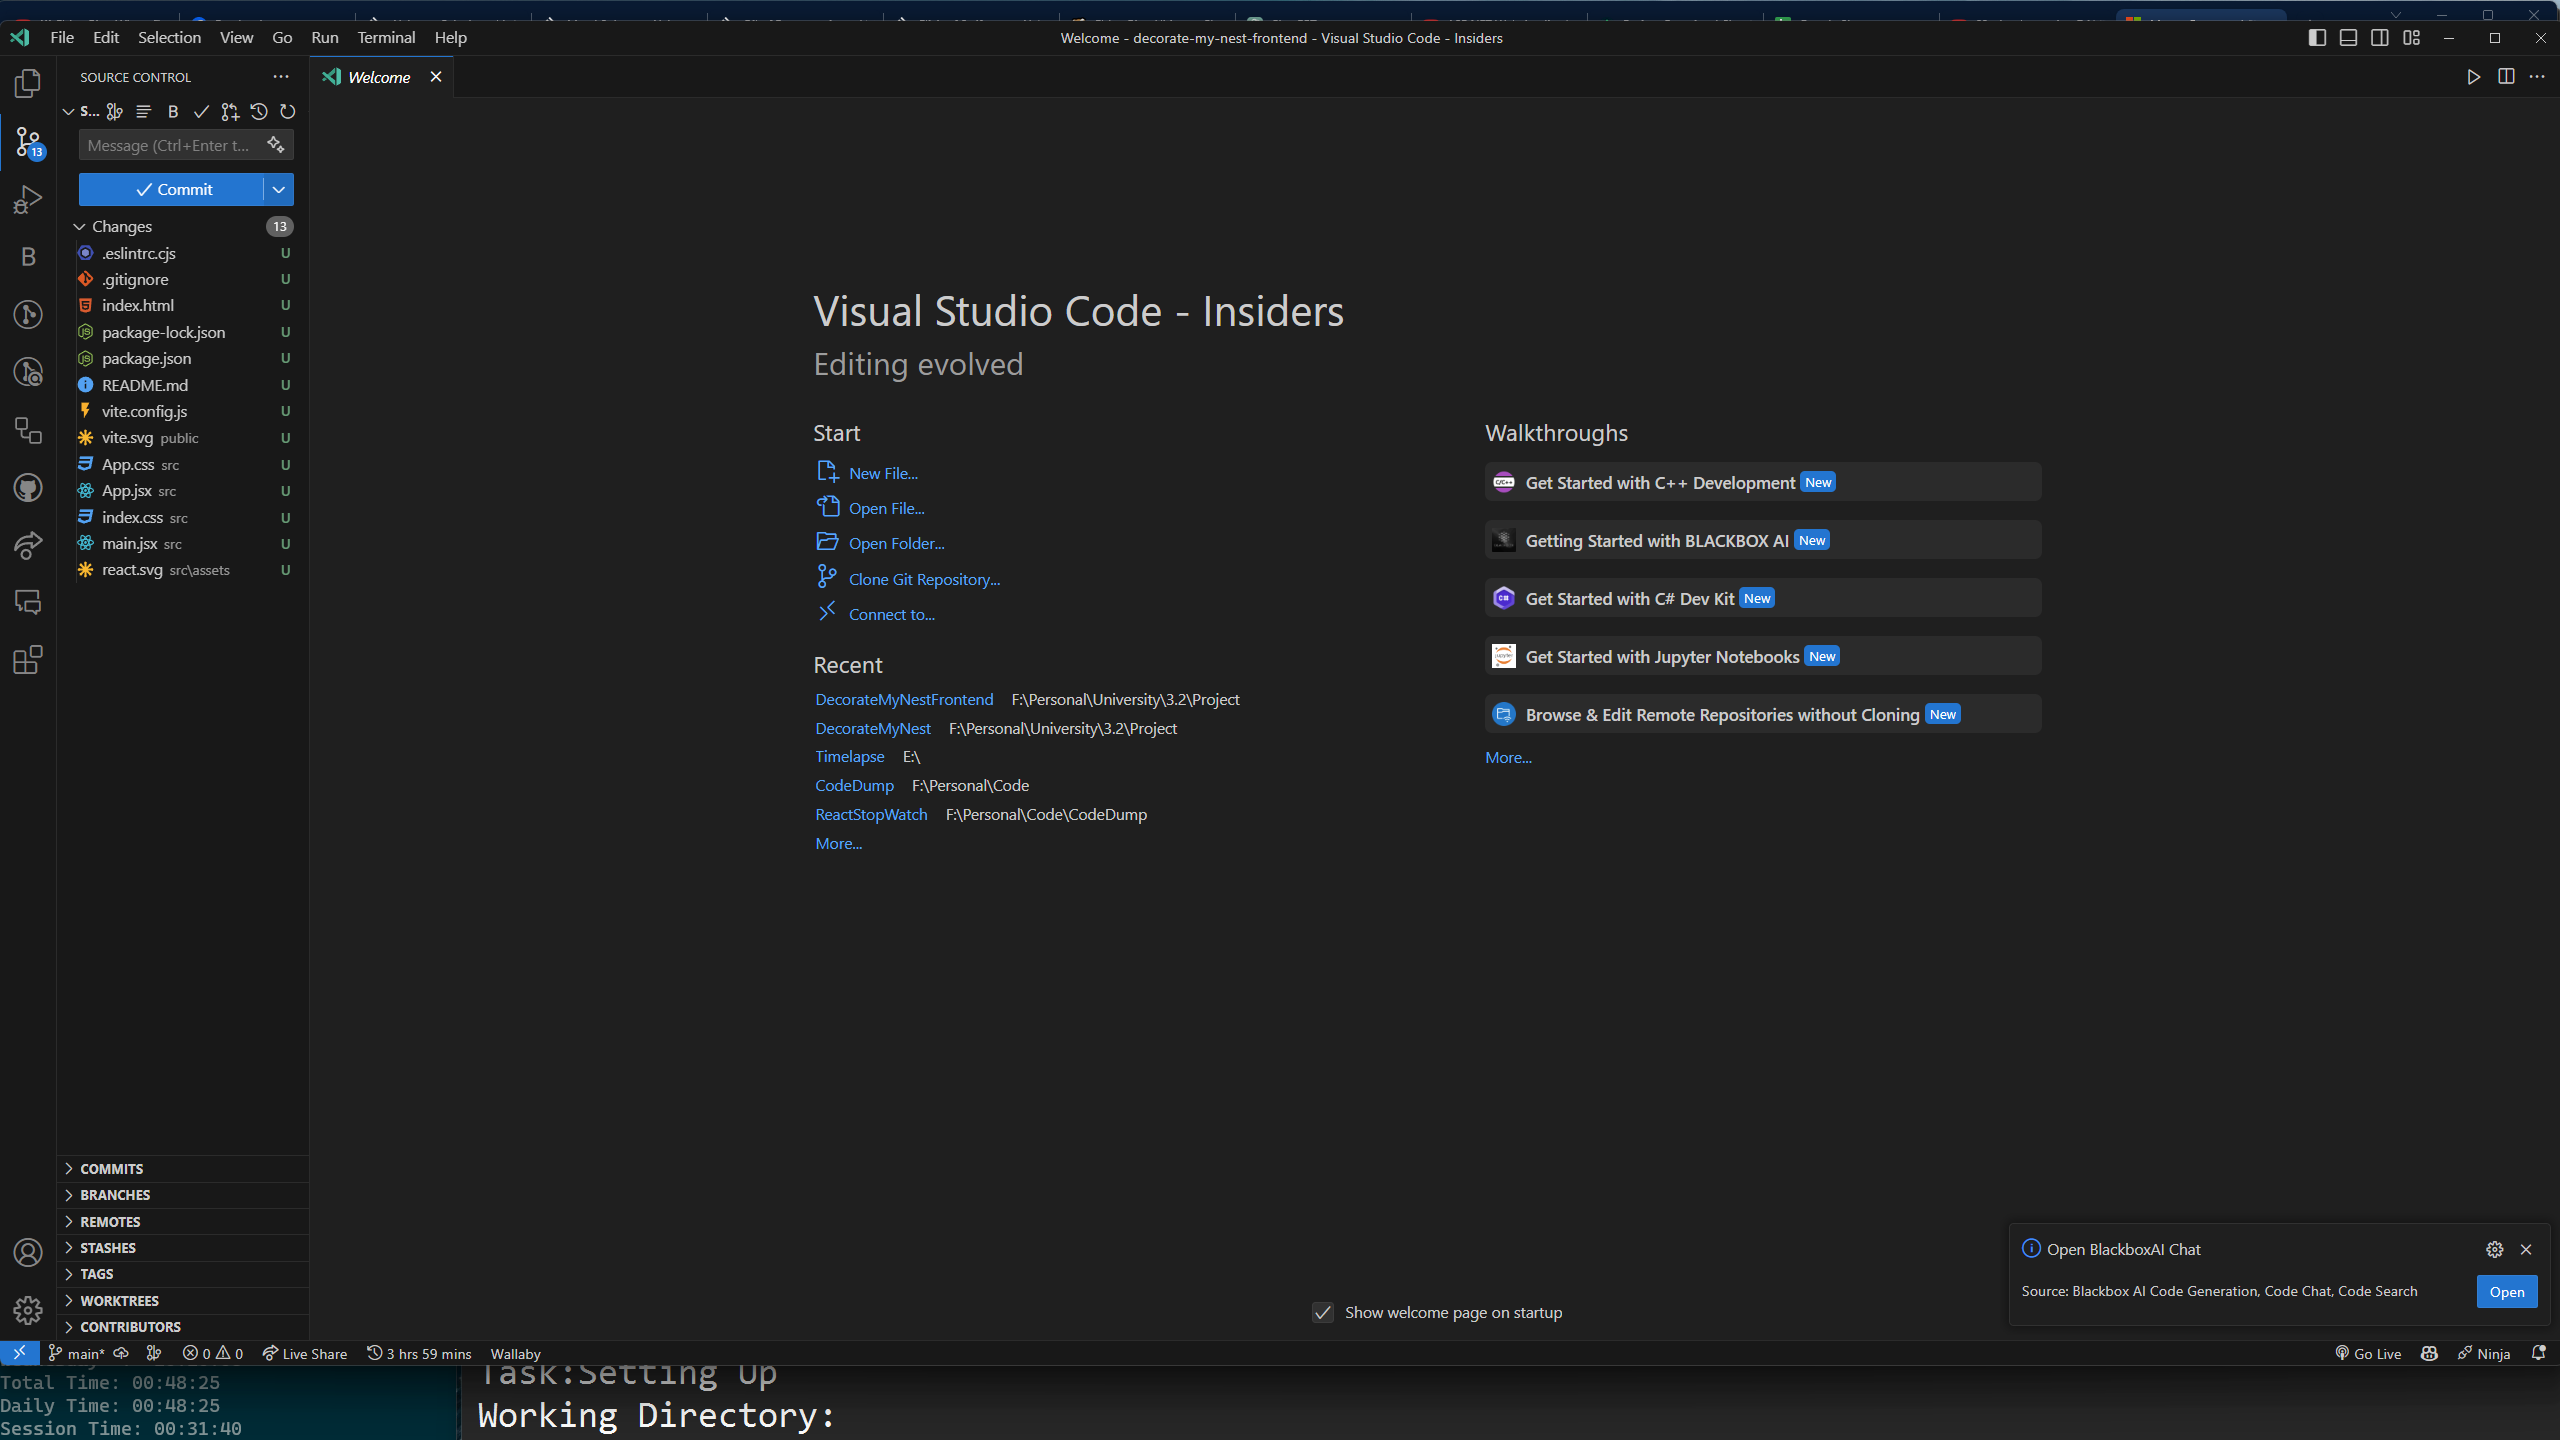 File Edit Selection View Go Run Terminal Help
Welcome - decorate-my-nest-frontend - Visual Studio Code - Insiders
SOURCE CONTROL
Welcome
S...
B
Message (Ctrl+Enter t...
13
Commit
Changes 13
.eslintrc.cjs U
B
.gitignore U
index.html U
package-lock.json U
package.json U
README.md U
vite.config.js U
vite.svg public U
App.css src U
App.jsx src U
index.css src U
main.jsx src U
react.svg src\assets U
COMMITS
BRANCHES
REMOTES
STASHES
TAGS
WORKTREES
CONTRIBUTORS
Visual Studio Code - Insiders
Editing evolved
Start
New File...
Open File...
Open Folder...
Clone Git Repository...
Connect to...
Recent
DecorateMyNestFrontend F:\Personal\University\3.2\Project
DecorateMyNest F:\Personal\University\3.2\Project
Timelapse E:\
CodeDump F:\Personal\Code
ReactStopWatch F:\Personal\Code\CodeDump
More...
Walkthroughs
Get Started with C++ Development New
Getting Started with BLACKBOX AI New
Get Started with C# Dev Kit New
Get Started with Jupyter Notebooks New
Browse & Edit Remote Repositories without Cloning New
More...
Show welcome page on startup
Open BlackboxAI Chat
Source: Blackbox AI Code Generation, Code Chat, Code Search
Open
main* 0 0 Live Share 3 hrs 59 mins Wallaby
Go Live Ninja
Total Time: 00:48:25
Daily Time: 00:48:25
Session Time: 00:31:40
Task:Setting Up
Working Directory: